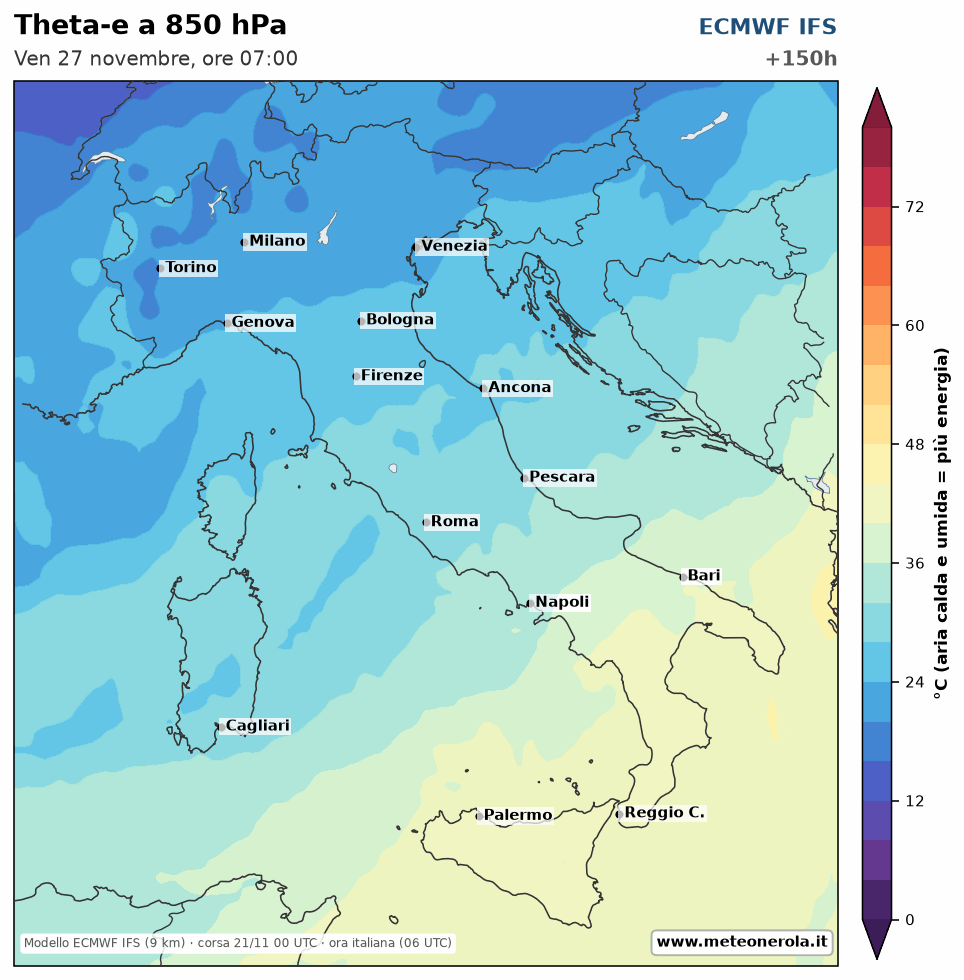 Theta-e a 850 hPa
ECMWF IFS
Ven 27 novembre, ore 07:00
+150h
Milano
Venezia
Torino
Genova
Bologna
Firenze
Ancona
Pescara
Roma
Bari
Napoli
Cagliari
Palermo
Reggio C.
72
60
48
36
24
12
0
°C (aria calda e umida = più energia)
Modello ECMWF IFS (9 km) · corsa 21/11 00 UTC · ora italiana (06 UTC)
www.meteonerola.it